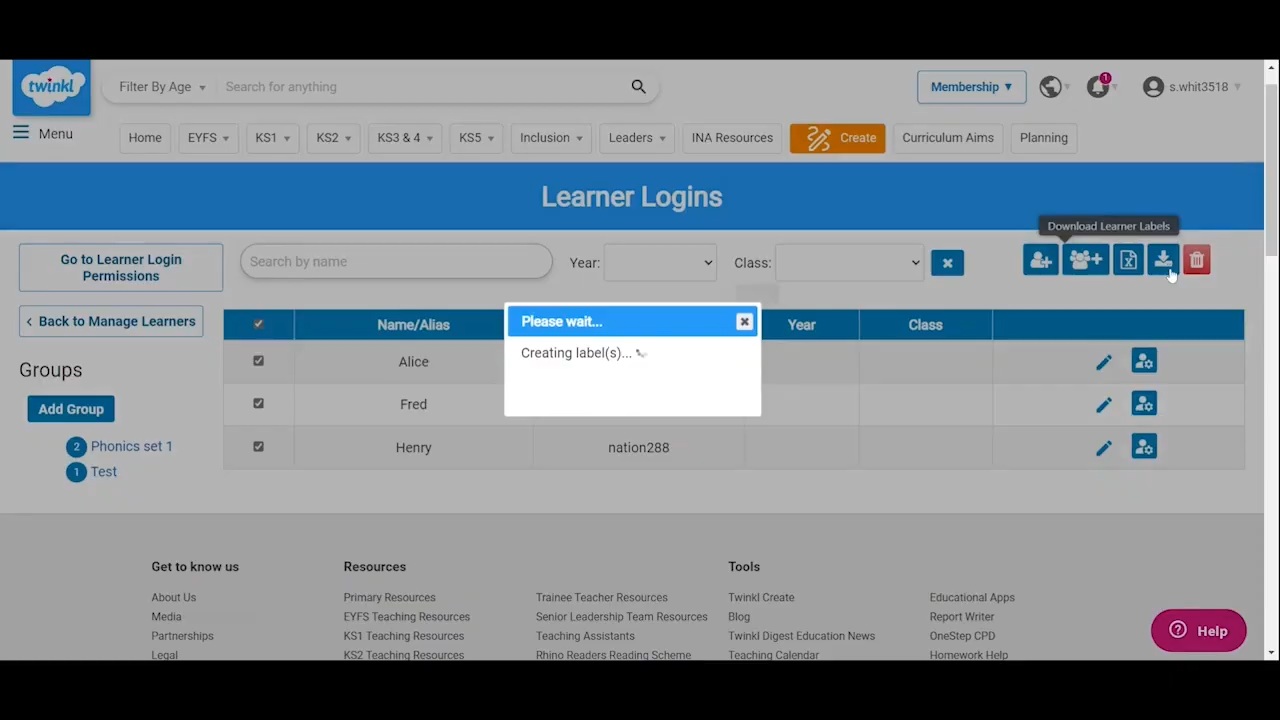 twinkl
Filter By Age
Search for anything
Membership
1
s.whit3518
Menu
Home
EYFS
KS1
KS2
KS3 & 4
KS5
Inclusion
Leaders
INA Resources
Create
Curriculum Aims
Planning
Learner Logins
Download Learner Labels
Go to Learner Login
Permissions
Search by name
Year:
Class:
< Back to Manage Learners
Name/Alias
Year
Class
Please wait...
Creating label(s)...
Groups
Add Group
2 Phonics set 1
1 Test
Alice
Fred
Henry
nation288
Get to know us
About Us
Media
Partnerships
Legal
Resources
Primary Resources
EYFS Teaching Resources
KS1 Teaching Resources
KS2 Teaching Resources
Trainee Teacher Resources
Senior Leadership Team Resources
Teaching Assistants
Rhino Readers Reading Scheme
Tools
Twinkl Create
Blog
Twinkl Digest Education News
Teaching Calendar
Educational Apps
Report Writer
OneStep CPD
Homework Help
Help